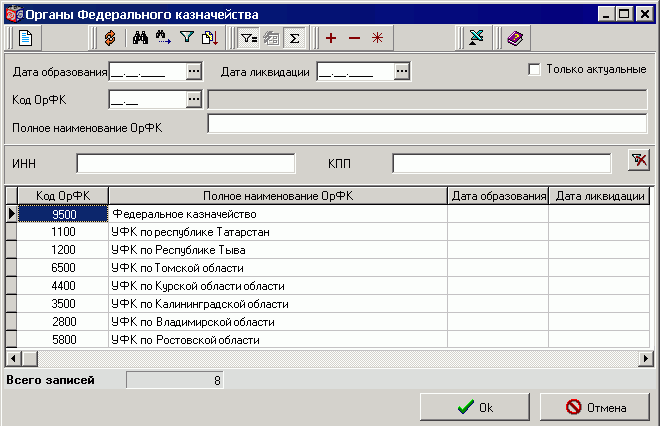 Органы Федерального казначейства
Дата образования __.__.____ ... Дата ликвидации __.__.____ ... Только актуальные
Код ОрФК __.__ ...
Полное наименование ОрФК
ИНН КПП
Код ОрФК Полное наименование ОрФК Дата образования Дата ликвидации
9500 Федеральное казначейство
1100 УФК по республике Татарстан
1200 УФК по Республике Тыва
6500 УФК по Томской области
4400 УФК по Курской области области
3500 УФК по Калининградской области
2800 УФК по Владимирской области
5800 УФК по Ростовской области
Всего записей 8
Ok Отмена